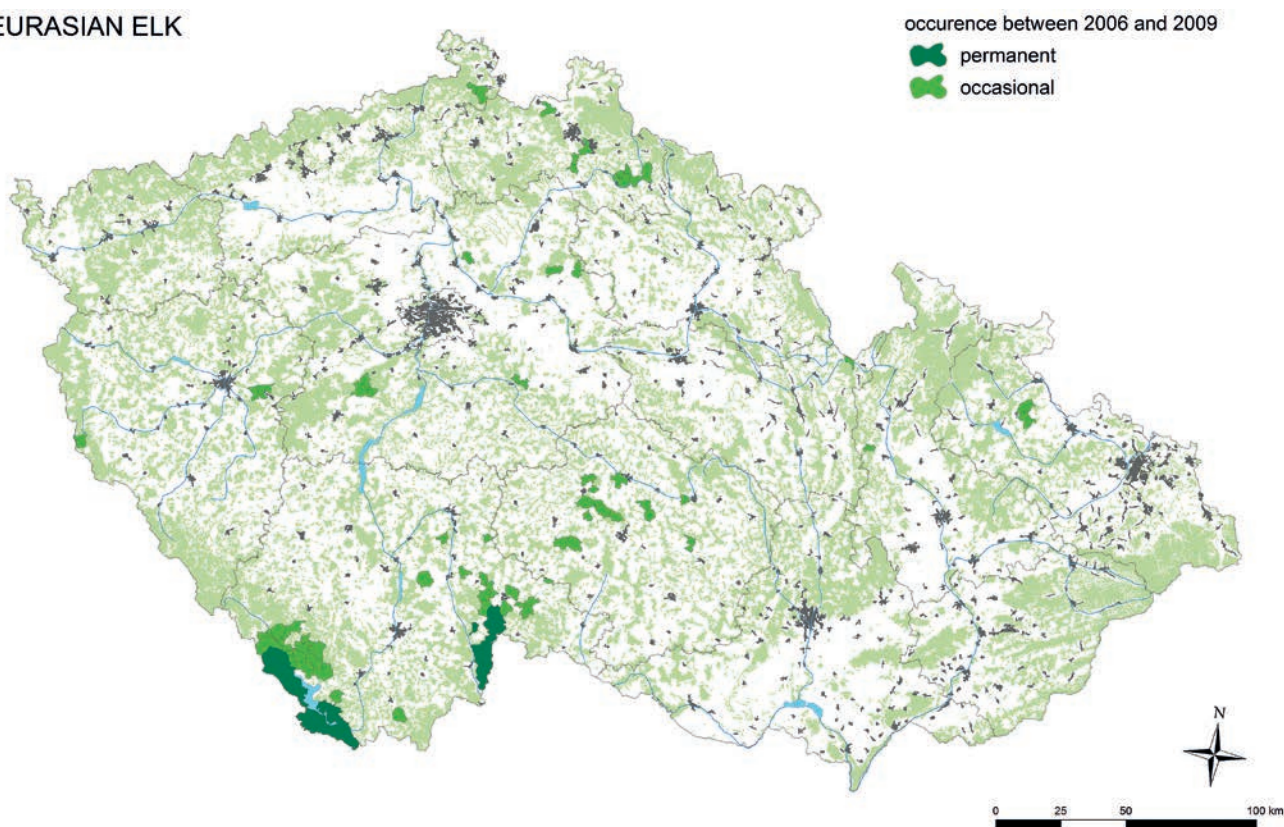 EURASIAN ELK
occurence between 2006 and 2009
permanent
occasional
N
0 25 50 100 km